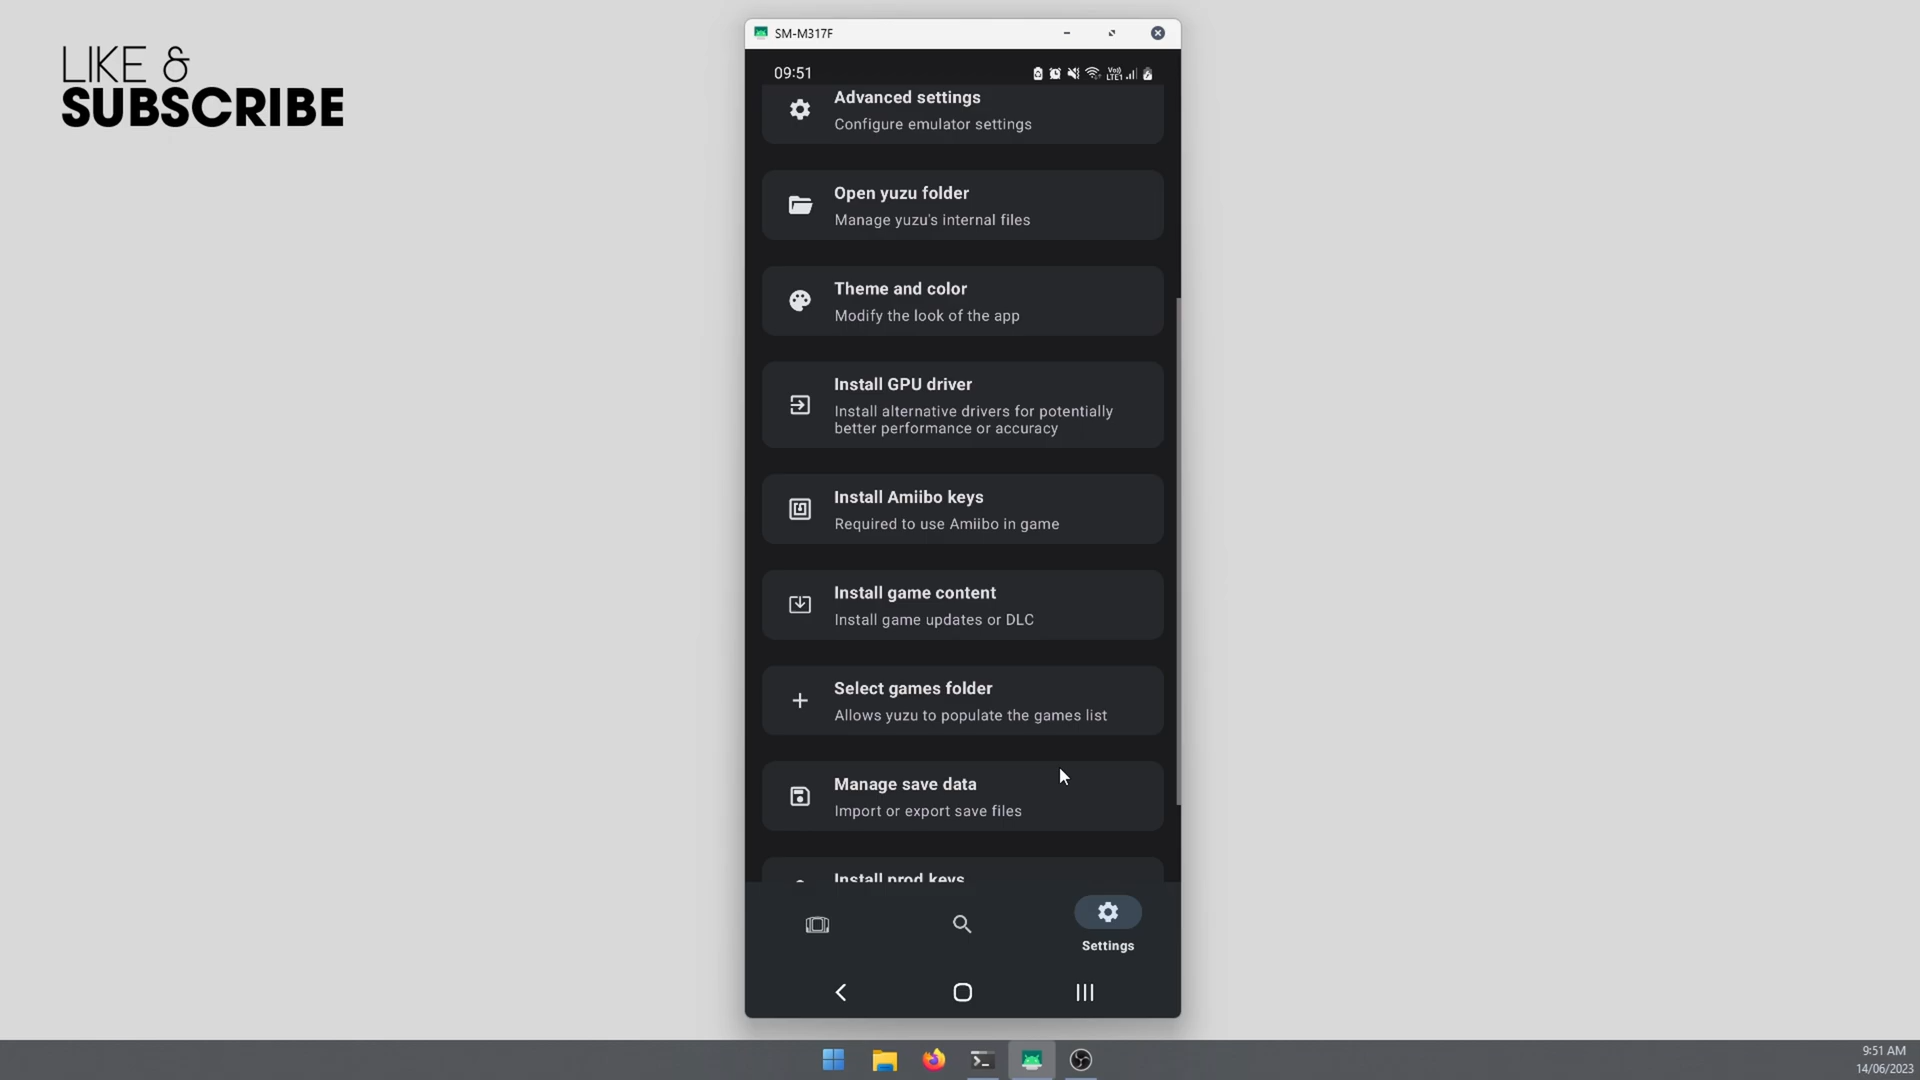 LIKE &
SUBSCRIBE
SM-M317F
09:51
Vo))
LTE1
Advanced settings
Configure emulator settings
Open yuzu folder
Manage yuzu's internal files
Theme and color
Modify the look of the app
Install GPU driver
Install alternative drivers for potentially
better performance or accuracy
Install Amiibo keys
Required to use Amiibo in game
Install game content
Install game updates or DLC
Select games folder
Allows yuzu to populate the games list
Manage save data
Import or export save files
Install prod keys
Settings
9:51 AM
14/06/2023